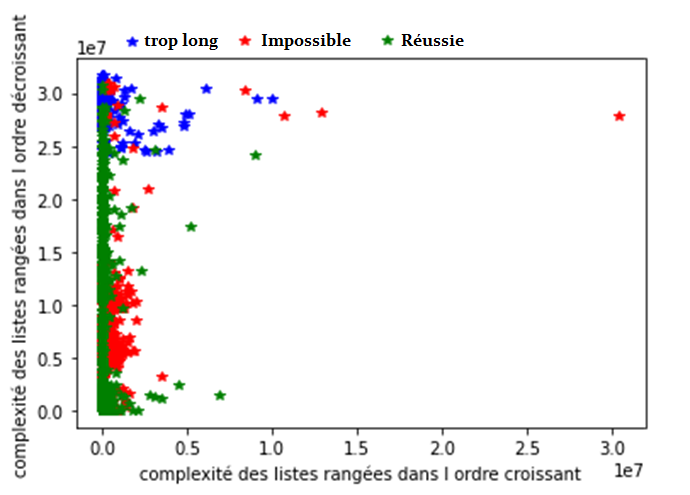 trop long Impossible Réussie
1e7
complexité des listes rangées dans l ordre décroissant
3.0
2.5
2.0
1.5
1.0
0.5
0.0
0.0 0.5 1.0 1.5 2.0 2.5 3.0
complexité des listes rangées dans l ordre croissant
1e7